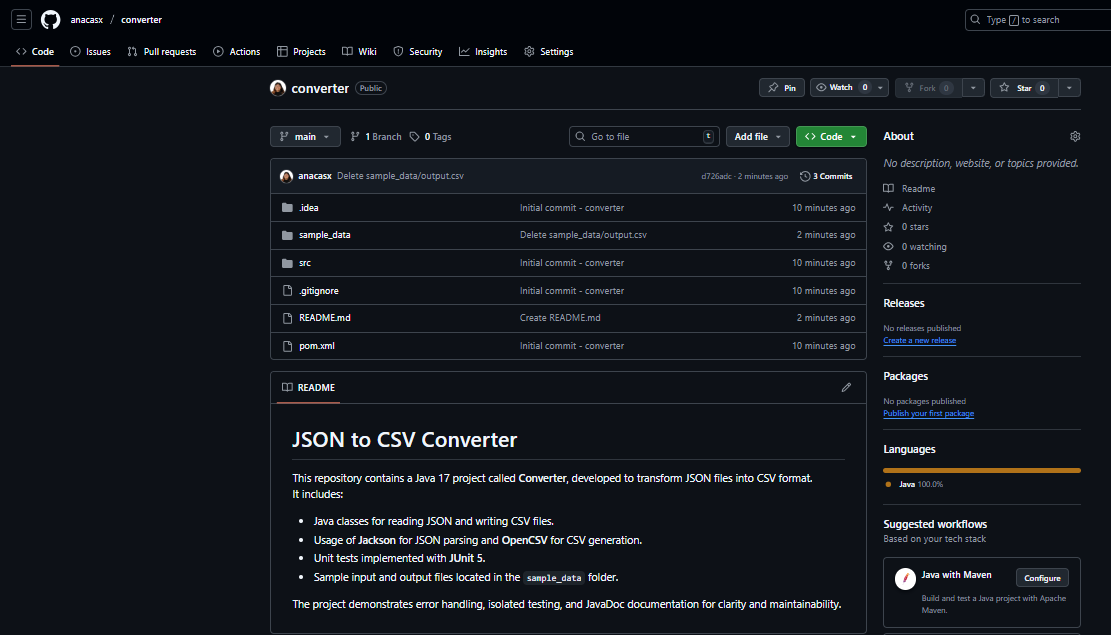 anacasx / converter
Type / to search
Code Issues Pull requests Actions Projects Wiki Security Insights Settings
converter Public
Pin Watch 0 Fork 0 Star 0
main 1 Branch 0 Tags Go to file t Add file Code
anacasx Delete sample_data/output.csv d726adc · 2 minutes ago 3 Commits
.idea Initial commit - converter 10 minutes ago
sample_data Delete sample_data/output.csv 2 minutes ago
src Initial commit - converter 10 minutes ago
.gitignore Initial commit - converter 10 minutes ago
README.md Create README.md 2 minutes ago
pom.xml Initial commit - converter 10 minutes ago
README
JSON to CSV Converter
This repository contains a Java 17 project called Converter, developed to transform JSON files into CSV format.
It includes:
• Java classes for reading JSON and writing CSV files.
• Usage of Jackson for JSON parsing and OpenCSV for CSV generation.
• Unit tests implemented with JUnit 5.
• Sample input and output files located in the sample_data folder.
The project demonstrates error handling, isolated testing, and JavaDoc documentation for clarity and maintainability.
About
No description, website, or topics provided.
Readme
Activity
0 stars
0 watching
0 forks
Releases
No releases published
Create a new release
Packages
No packages published
Publish your first package
Languages
Java 100.0%
Suggested workflows
Based on your tech stack
Java with Maven Configure
Build and test a Java project with Apache
Maven.